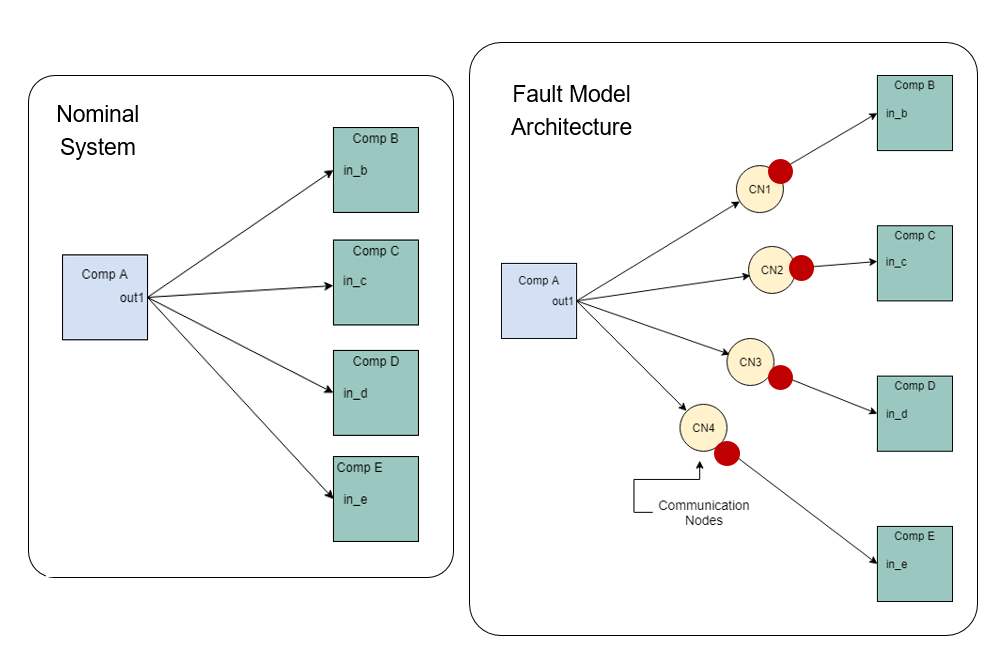 Nominal
System
Comp A
out1
Comp B
in_b
Comp C
in_c
Comp D
in_d
Comp E
in_e
Fault Model
Architecture
Comp A
out1
CN1
CN2
CN3
CN4
Communication
Nodes
Comp B
in_b
Comp C
in_c
Comp D
in_d
Comp E
in_e